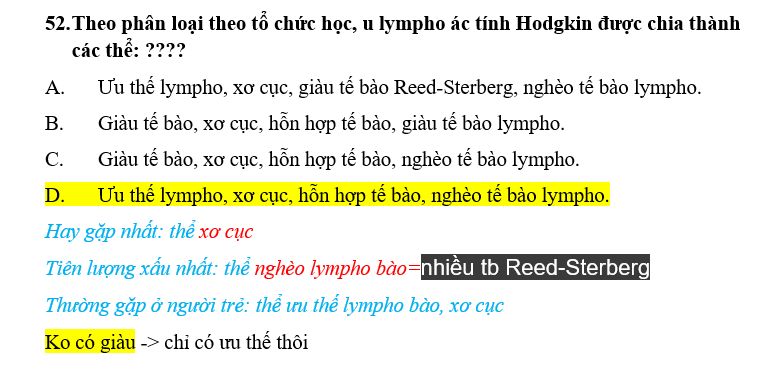 52.Theo phân loại theo tổ chức học, u lympho ác tính Hodgkin được chia thành
các thể: ????
A. Ưu thế lympho, xơ cục, giàu tế bào Reed-Sterberg, nghèo tế bào lympho.
B. Giàu tế bào, xơ cục, hỗn hợp tế bào, giàu tế bào lympho.
C. Giàu tế bào, xơ cục, hỗn hợp tế bào, nghèo tế bào lympho.
D. Ưu thế lympho, xơ cục, hỗn hợp tế bào, nghèo tế bào lympho.
Hay gặp nhất: thể xơ cục
Tiên lượng xấu nhất: thể nghèo lympho bào=nhiều tb Reed-Sterberg
Thường gặp ở người trẻ: thể ưu thế lympho bào, xơ cục
Ko có giàu -> chỉ có ưu thế thôi